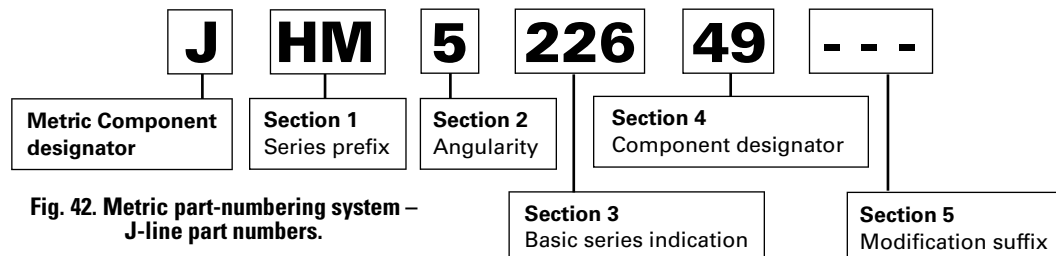 J HM 5 226 49 - - -
Metric Component
designator
Section 1
Series prefix
Section 2
Angularity
Section 4
Component designator
Fig. 42. Metric part-numbering system –
J-line part numbers.
Section 3
Basic series indication
Section 5
Modification suffix